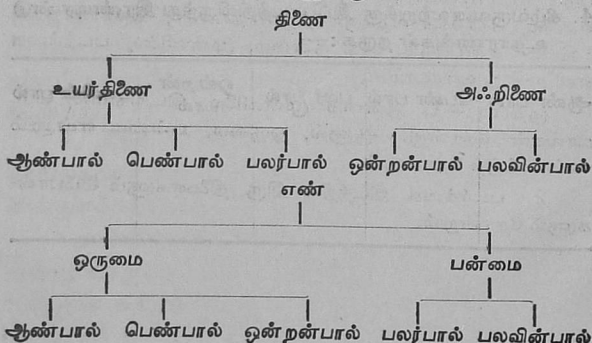 திணை
உயர்திணை அஃறிணை
ஆண்பால் பெண்பால் பலர்பால் ஒன்றன்பால் பலவின்பால்
எண்
ஒருமை பன்மை
ஆண்பால் பெண்பால் ஒன்றன்பால் பலர்பால் பலவின்பால்